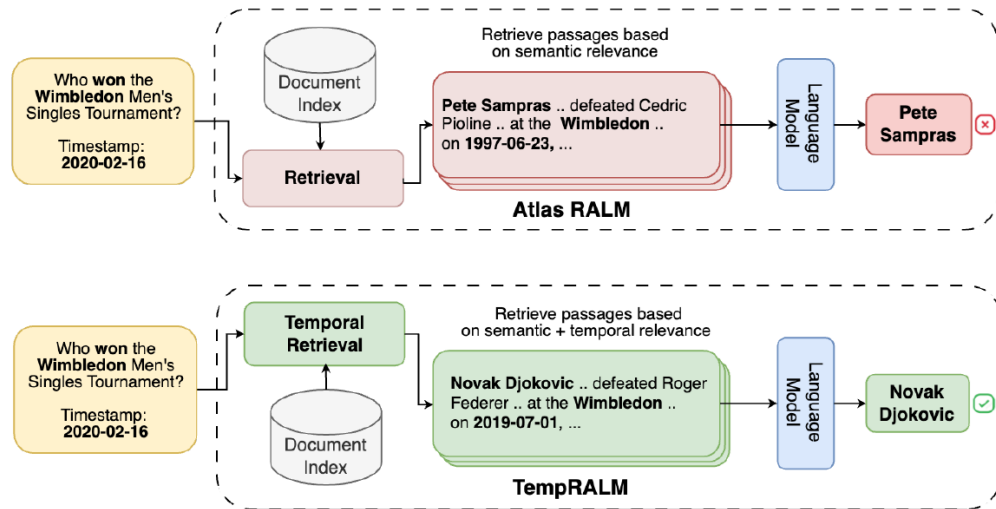 Who won the
Wimbledon Men's
Singles Tournament?
Timestamp:
2020-02-16
Document
Index
Retrieval
Retrieve passages based
on semantic relevance
Pete Sampras .. defeated Cedric
Pioline .. at the Wimbledon ..
on 1997-06-23, ...
Atlas RALM
Language
Model
Pete
Sampras
Who won the
Wimbledon Men's
Singles Tournament?
Timestamp:
2020-02-16
Temporal
Retrieval
Document
Index
Retrieve passages based
on semantic + temporal relevance
Novak Djokovic .. defeated Roger
Federer .. at the Wimbledon ..
on 2019-07-01, ...
TempRALM
Language
Model
Novak
Djokovic